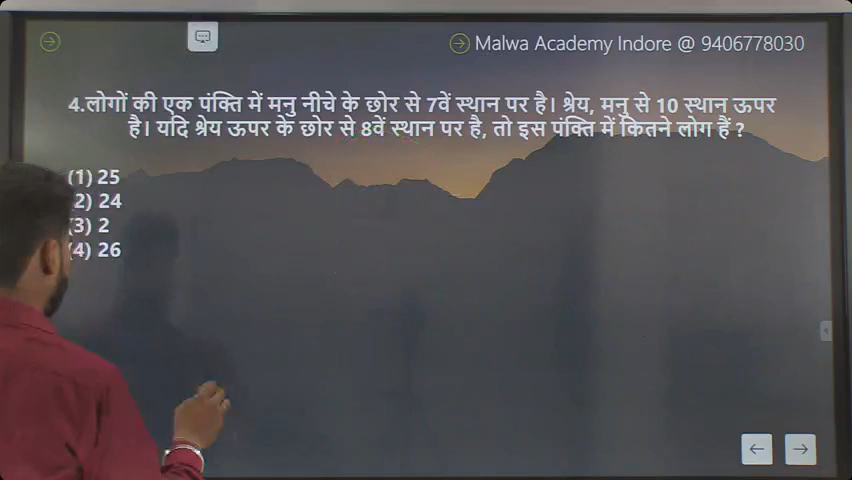 Malwa Academy Indore @ 9406778030
4.लोगों की एक पंक्ति में मनु नीचे के छोर से 7वें स्थान पर है। श्रेय, मनु से 10 स्थान ऊपर
है। यदि श्रेय ऊपर के छोर से 8वें स्थान पर है, तो इस पंक्ति में कितने लोग हैं ?
(1) 25
(2) 24
(3) 2
(4) 26